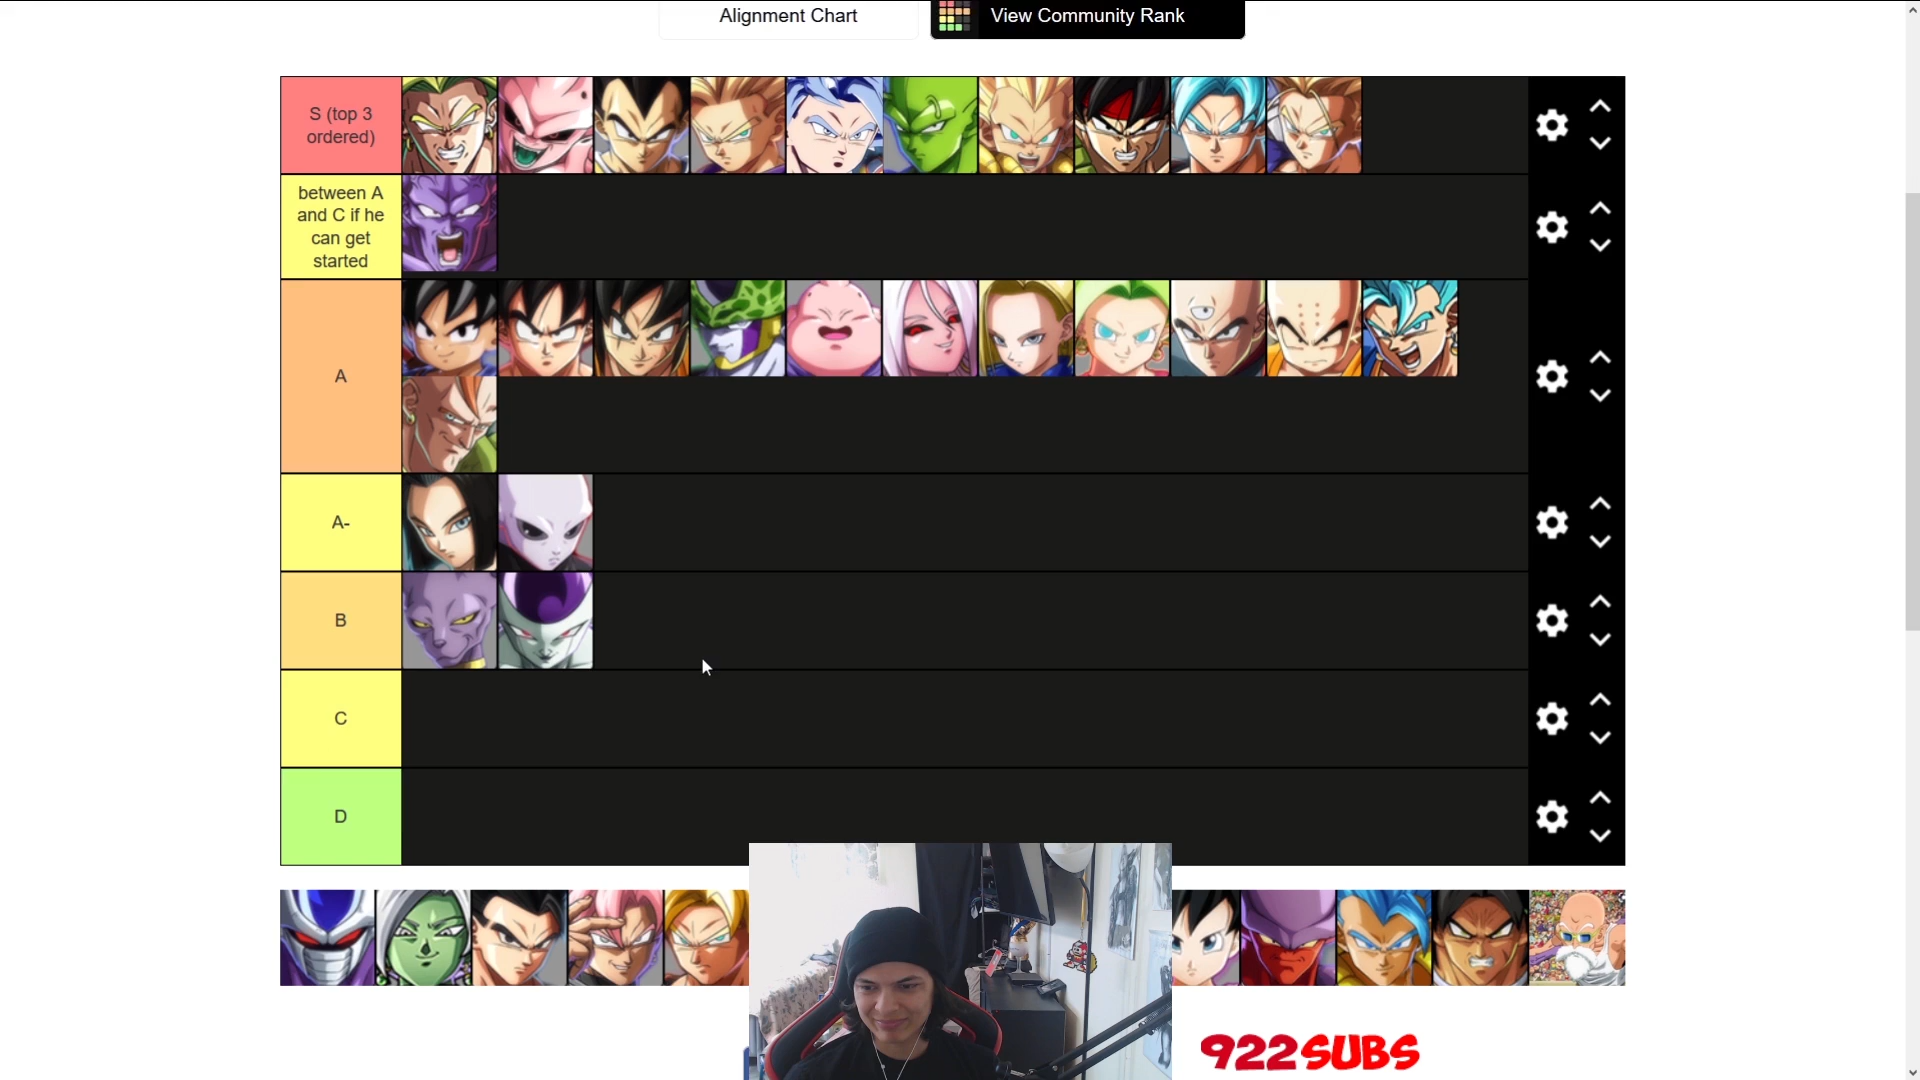 Alignment Chart
View Community Rank
S (top 3
ordered)
between A
and C if he
can get
started
A
A-
B
C
D
922SUBS